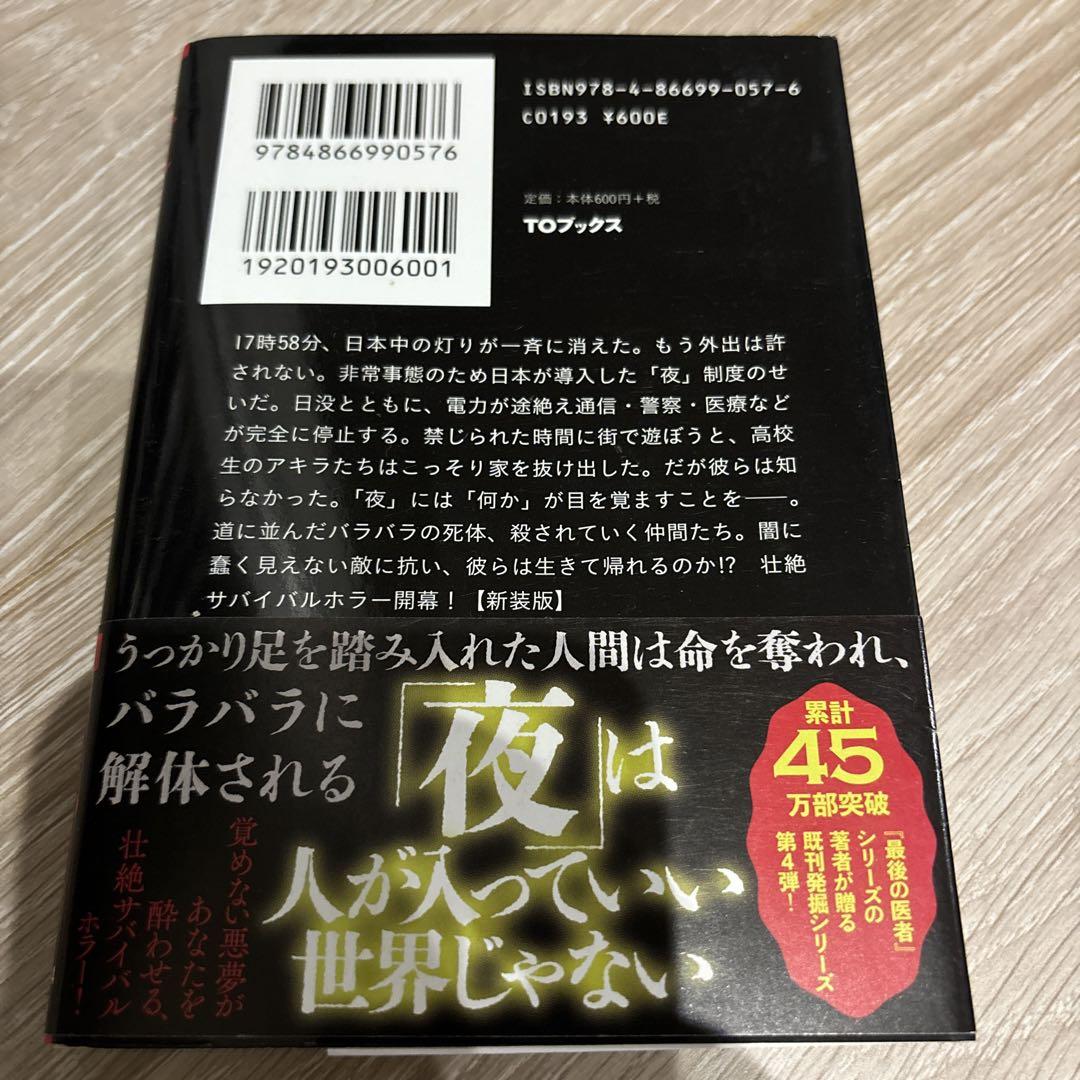 9784866990576
1920193006001
ISBN978-4-86699-057-6
C0193 ¥600E
定価：本体600円＋税
TOブックス
17時58分、日本中の灯りが一斉に消えた。もう外出は許
されない。非常事態のため日本が導入した「夜」制度のせ
いだ。日没とともに、電力が途絶え通信・警察・医療など
が完全に停止する。禁じられた時間に街で遊ぼうと、高校
生のアキラたちはこっそり家を抜け出した。だが彼らは知
らなかった。「夜」には「何か」が目を覚ますことを──。
道に並んだバラバラの死体、殺されていく仲間たち。闇に
蠢く見えない敵に抗い、彼らは生きて帰れるのか!?　壮絶
サバイバルホラー開幕！【新装版】
うっかり足を踏み入れた人間は命を奪われ、
バラバラに
解体される
「夜」は
人が入っていい
世界じゃない
覚めない悪夢が
あなたを
酔わせる、
壮絶サバイバル
ホラー！
累計
45
万部突破
『最後の医者』
シリーズの
著者が贈る
既刊発掘シリーズ
第4弾！